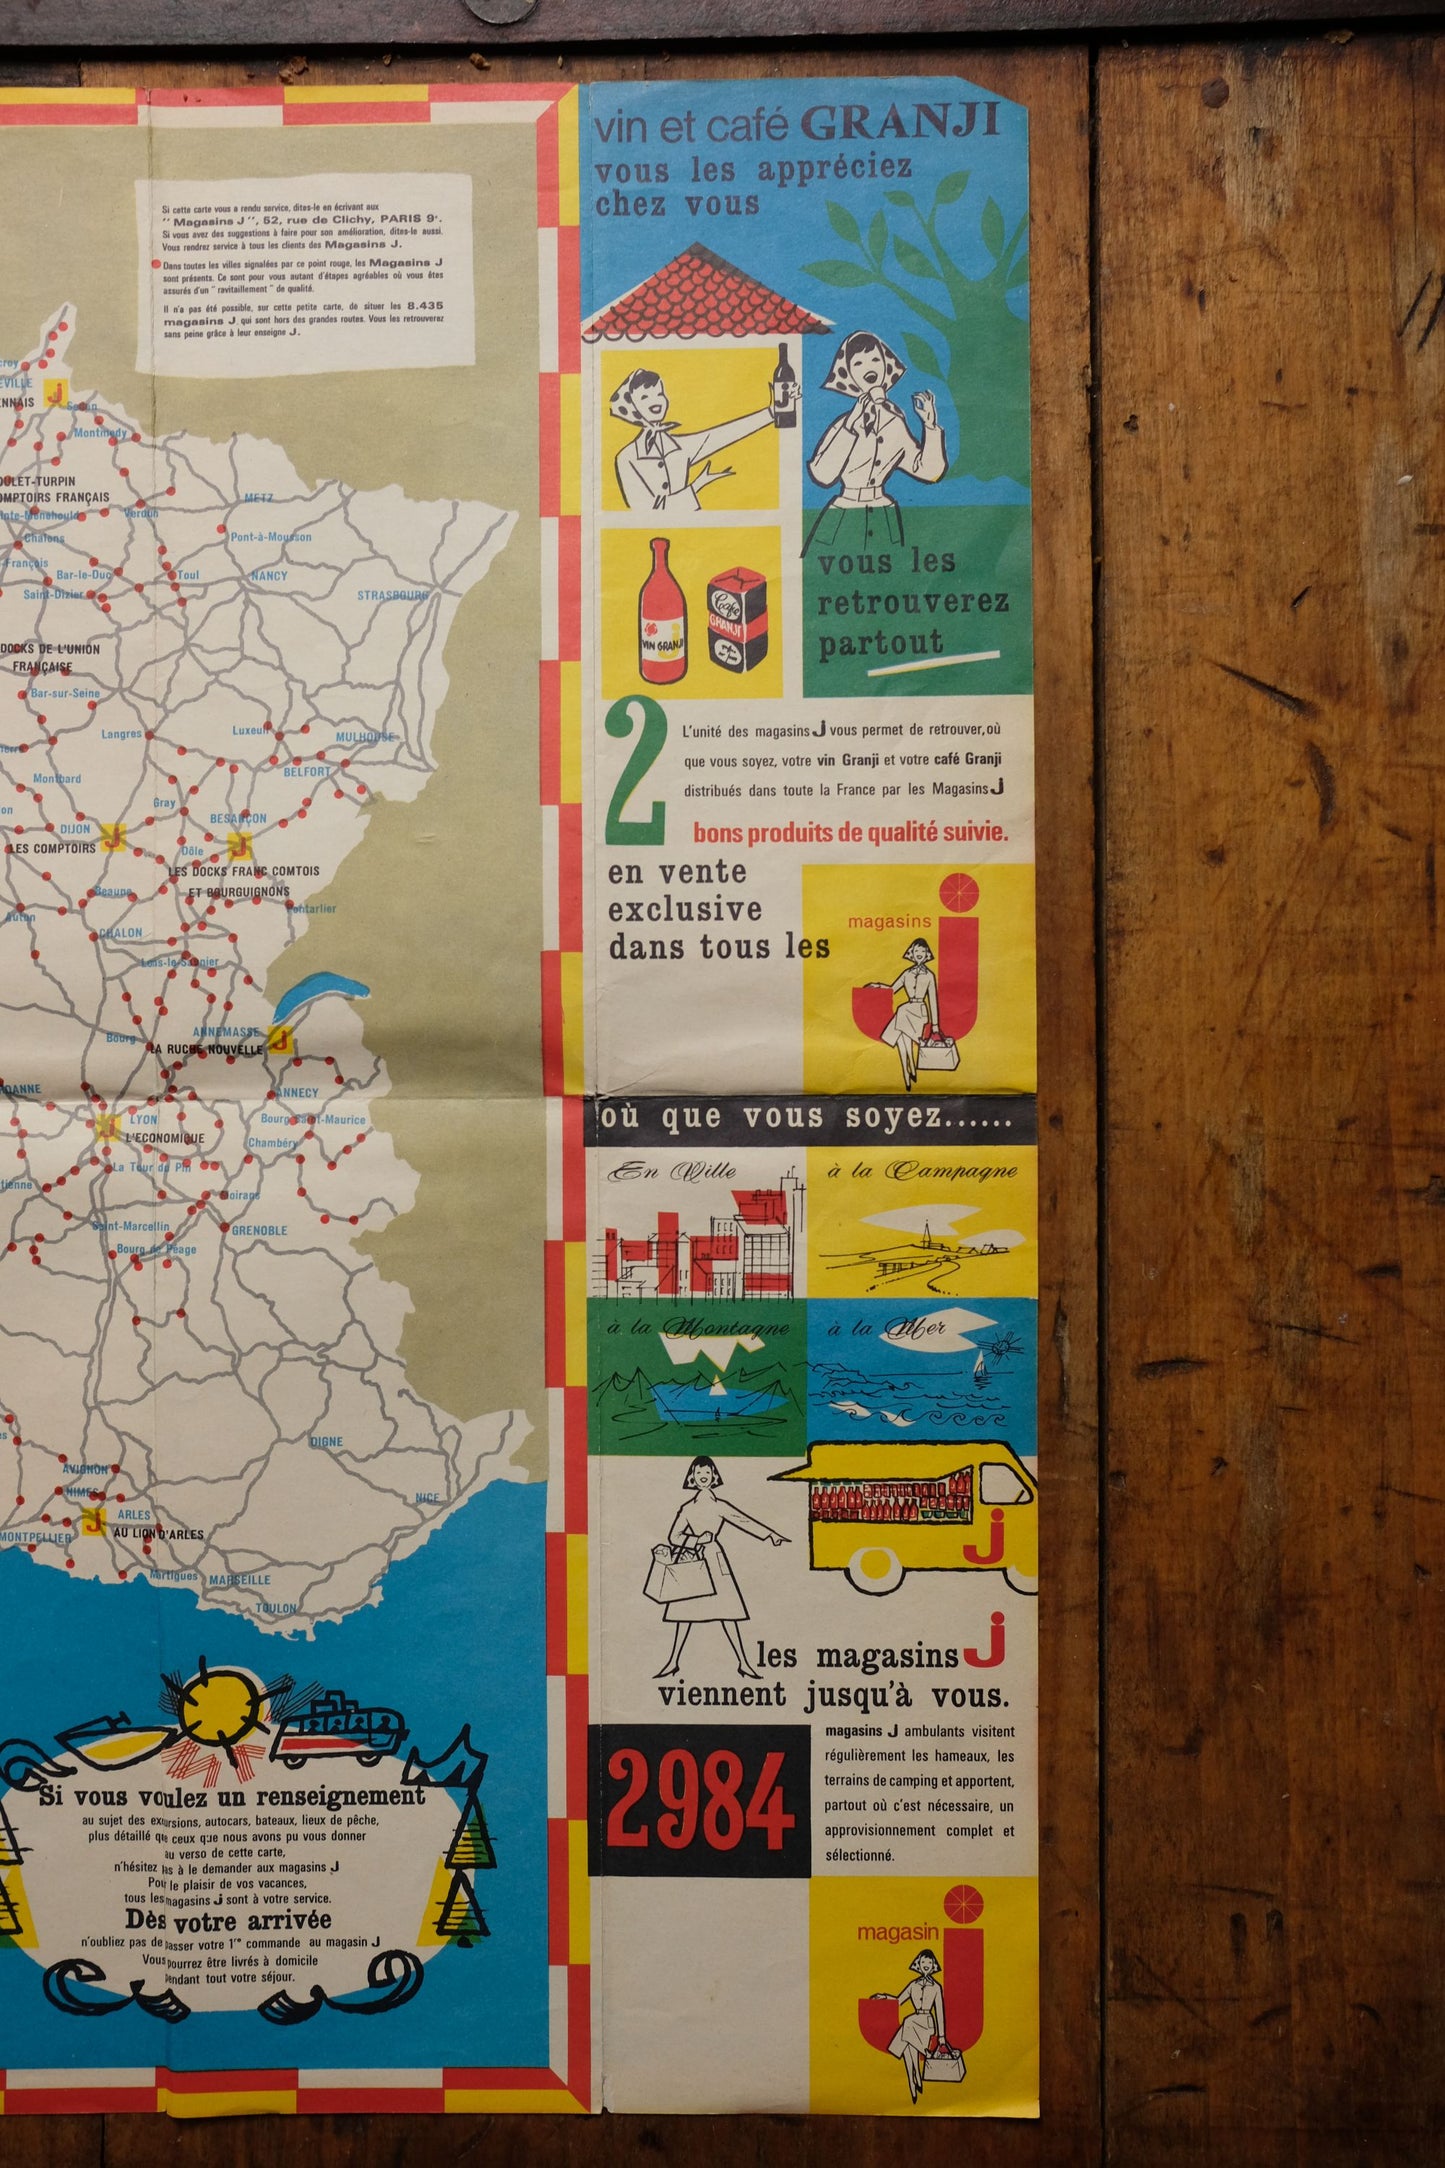 Si cette carte vous a rendu service, dites-le en écrivant aux
"Magasins J", 52, rue de Clichy, PARIS 9e.
Si vous avez des suggestions à faire pour son amélioration, dites-le aussi.
Vous rendrez service à tous les clients des Magasins J.
Dans toutes les villes signalées par ce point rouge, les Magasins J
sont présents. Ce sont pour vous autant d'étapes agréables où vous êtes
assurés d'un "ravitaillement" de qualité.
Il n'a pas été possible, sur cette petite carte, de situer les 8.435
magasins J qui sont hors des grandes routes. Vous les retrouverez
sans peine grâce à leur enseigne J.
J
Sedan
Montmedy
OULET-TURPIN
OMPTOIRS FRANÇAIS
METZ
inte-Menehould
Verdun
Chalons
Pont-à-Mousson
François
Bar-le-Duc
Toul
NANCY
Saint-Dizier
STRASBOURG
DOCKS DE L'UNION
FRANÇAISE
Bar-sur-Seine
Langres
Luxeuil
MULHOUSE
BELFORT
Montbard
Gray
BESANÇON
DIJON
J
J
LES COMPTOIRS
Dôle
LES DOCKS FRANC COMTOIS
ET BOURGUIGNONS
Beaune
Pontarlier
Autun
CHALON
Lons-le-Saunier
ANNEMASSE
J
Bourg
LA RUCHE NOUVELLE
ROANNE
ANNECY
LYON
J
L'ECONOMIQUE
Bourg Saint-Maurice
Chambéry
La Tour du Pin
tienne
Voirans
Saint-Marcellin
GRENOBLE
Bourg de Péage
DIGNE
AVIGNON
NIMES
NICE
ARLES
J
AU LION D'ARLES
MONTPELLIER
Martigues
MARSEILLE
TOULON
Si vous voulez un renseignement
au sujet des excursions, autocars, bateaux, lieux de pêche,
plus détaillé que ceux que nous avons pu vous donner
au verso de cette carte,
n'hésitez pas à le demander aux magasins J
Pour le plaisir de vos vacances,
tous les magasins J sont à votre service.
Dès votre arrivée
n'oubliez pas de passer votre 1re commande au magasin J
Vous pourrez être livrés à domicile
pendant tout votre séjour.
vin et café GRANJI
vous les appréciez
chez vous
J
Café
GRANJI
VIN GRANJI
vous les
retrouverez
partout
2
L'unité des magasins J vous permet de retrouver, où
que vous soyez, votre vin Granji et votre café Granji
distribués dans toute la France par les Magasins J
bons produits de qualité suivie.
en vente
exclusive
dans tous les
magasins
J
où que vous soyez......
En Ville
à la Campagne
à la Montagne
à la Mer
J
les magasins J
viennent jusqu'à vous.
2984
magasins J ambulants visitent
régulièrement les hameaux, les
terrains de camping et apportent,
partout où c'est nécessaire, un
approvisionnement complet et
sélectionné.
magasin
J